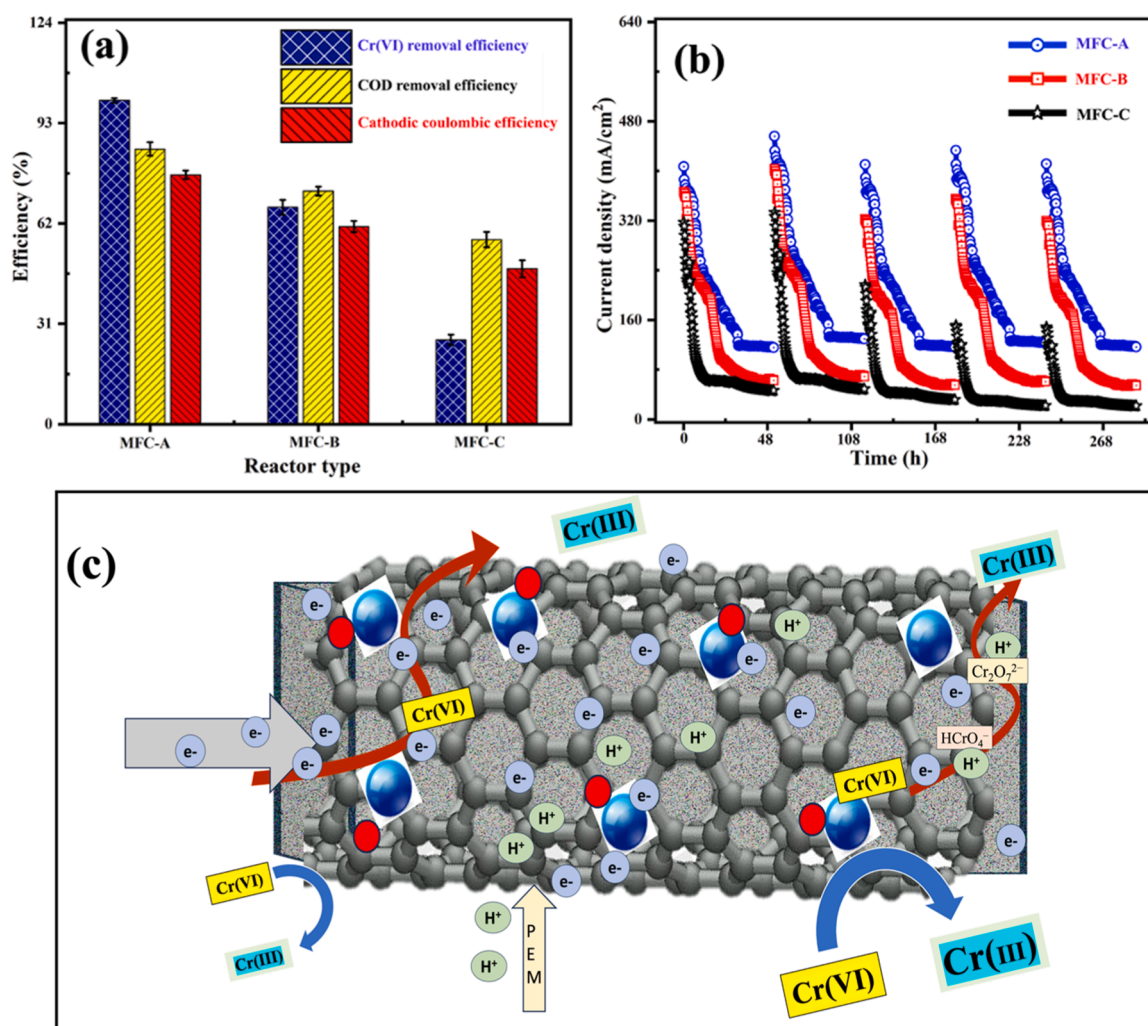 (a)
Cr(VI) removal efficiency
COD removal efficiency
Cathodic coulombic efficiency
Efficiency (%)
124
93
62
31
0
MFC-A
MFC-B
MFC-C
Reactor type
(b)
MFC-A
MFC-B
MFC-C
Current density (mA/cm²)
640
480
320
160
0
0
48
108
168
228
268
Time (h)
(c)
Cr(III)
Cr(III)
e-
e-
e-
e-
H⁺
H⁺
e-
e-
e-
e-
Cr₂O₇²⁻
e-
Cr(VI)
e-
e-
HCrO₄⁻
e-
e-
e-
e-
H⁺
H⁺
H⁺
e-
e-
e-
Cr(VI)
H⁺
H⁺
e-
e-
e-
Cr(VI)
H⁺
H⁺
PEM
Cr(III)
Cr(VI)
Cr(III)